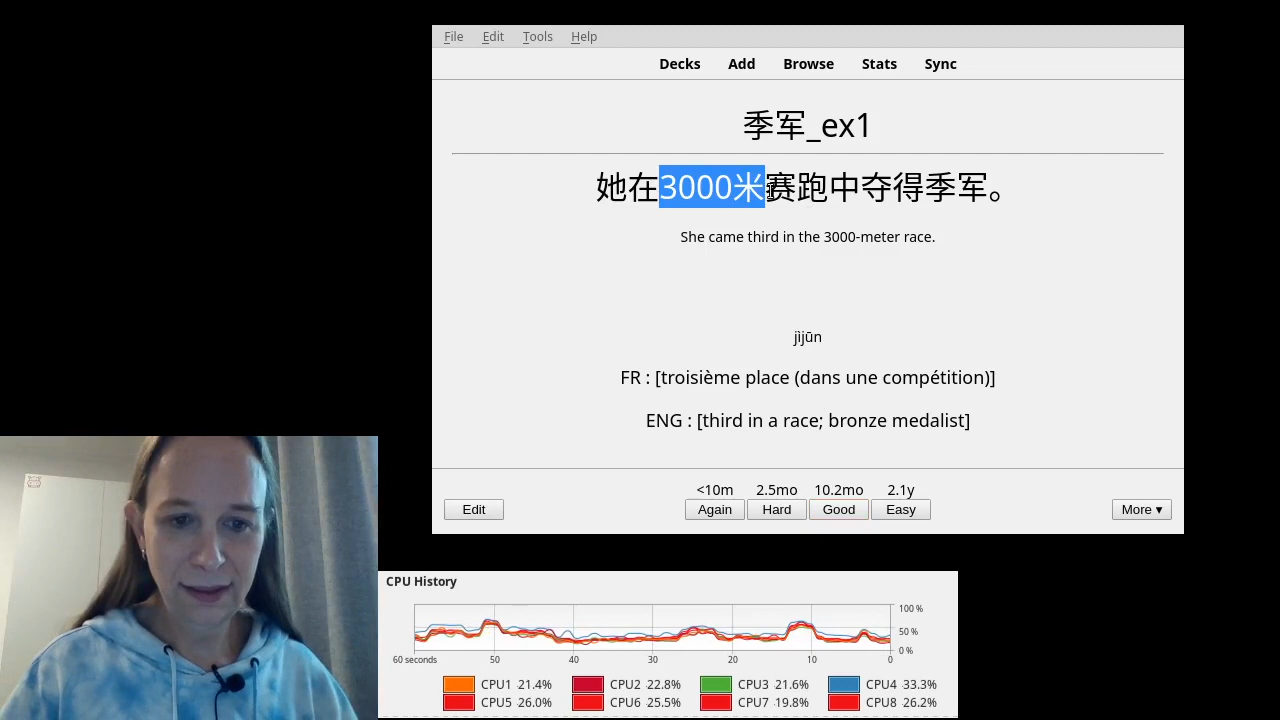 File Edit Tools Help
Decks Add Browse Stats Sync
季军_ex1
她在3000米赛跑中夺得季军。
She came third in the 3000-meter race.
jìjūn
FR : [troisième place (dans une compétition)]
ENG : [third in a race; bronze medalist]
<10m 2.5mo 10.2mo 2.1y
Edit Again Hard Good Easy More ▾
CPU History
100 %
50 %
0 %
60 seconds 50 40 30 20 10 0
CPU1 21.4% CPU2 22.8% CPU3 21.6% CPU4 33.3%
CPU5 26.0% CPU6 25.5% CPU7 19.8% CPU8 26.2%